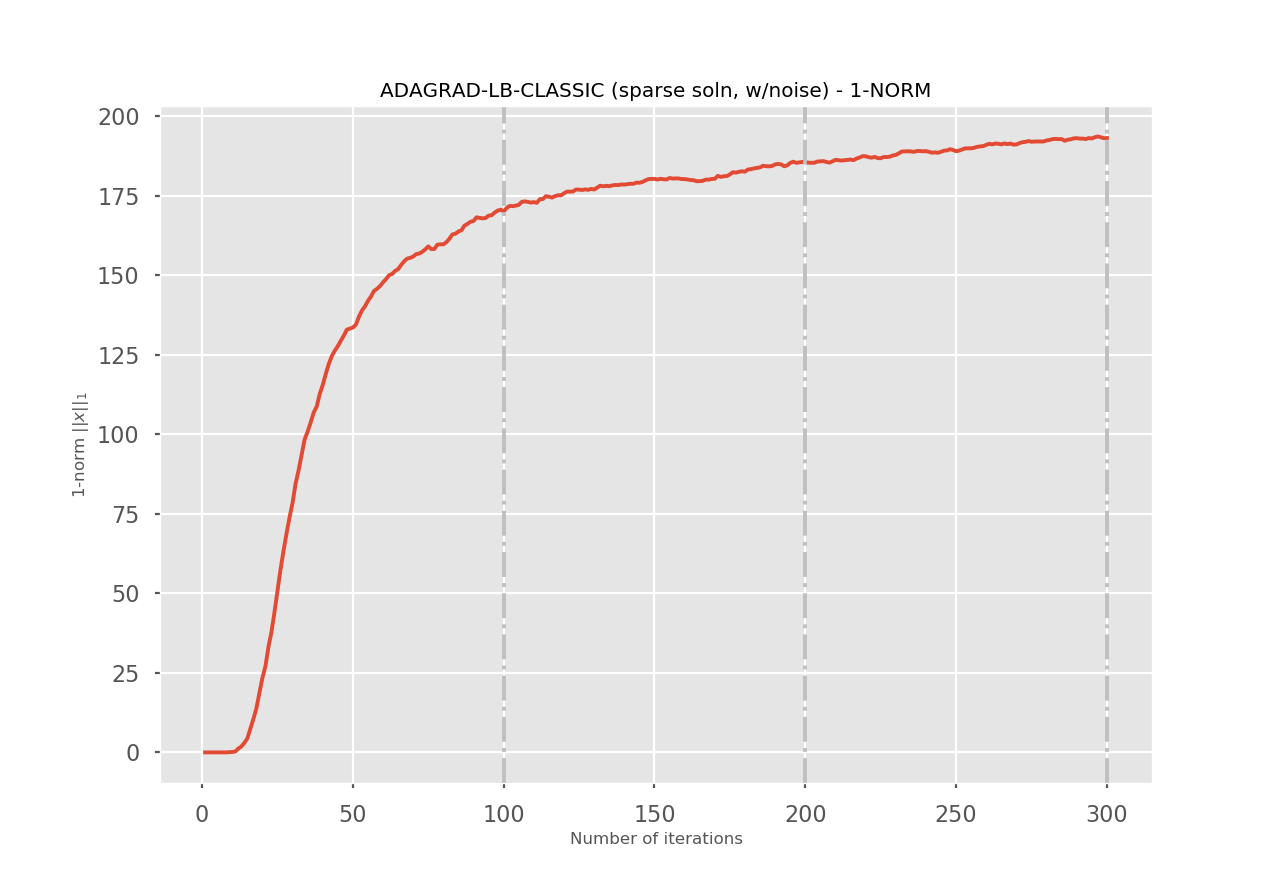 ADAGRAD-LB-CLASSIC (sparse soln, w/noise) - 1-NORM
200
175
150
125
100
75
50
25
0
1-norm ||x||₁
0 50 100 150 200 250 300
Number of iterations